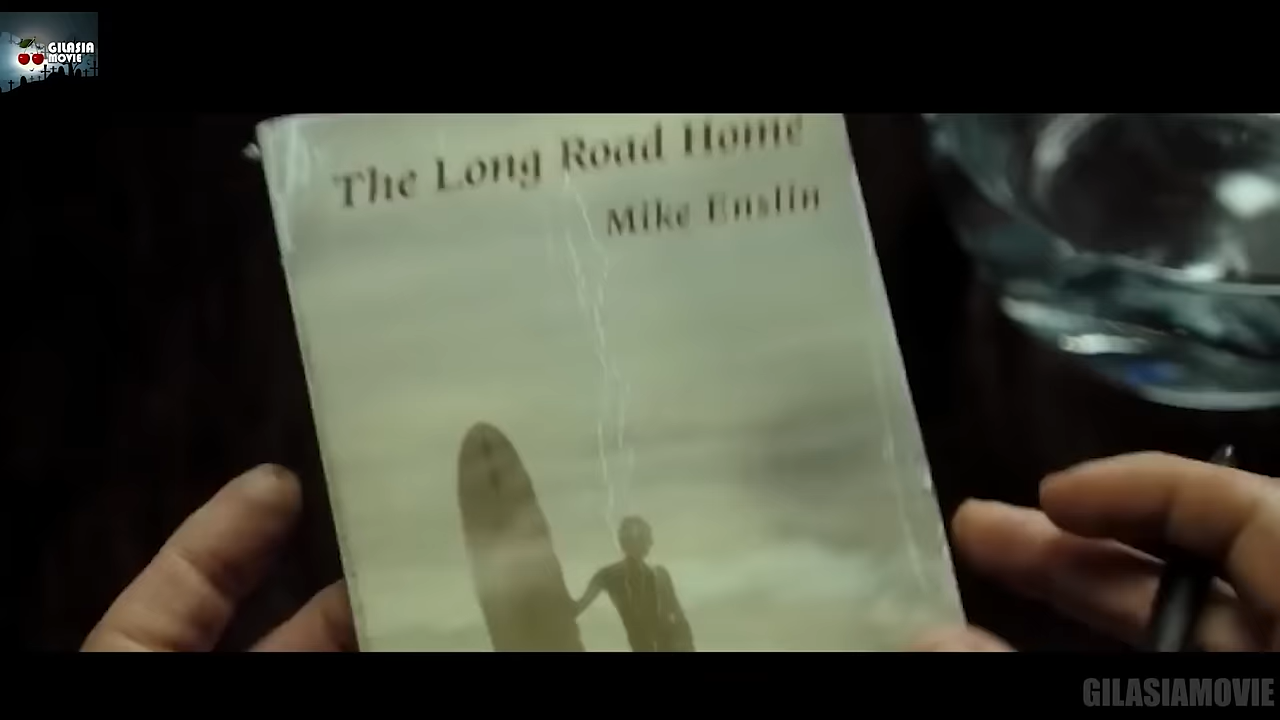 GILASIA
MOVIE
The Long Road Home
Mike Enslin
GILASIAMOVIE